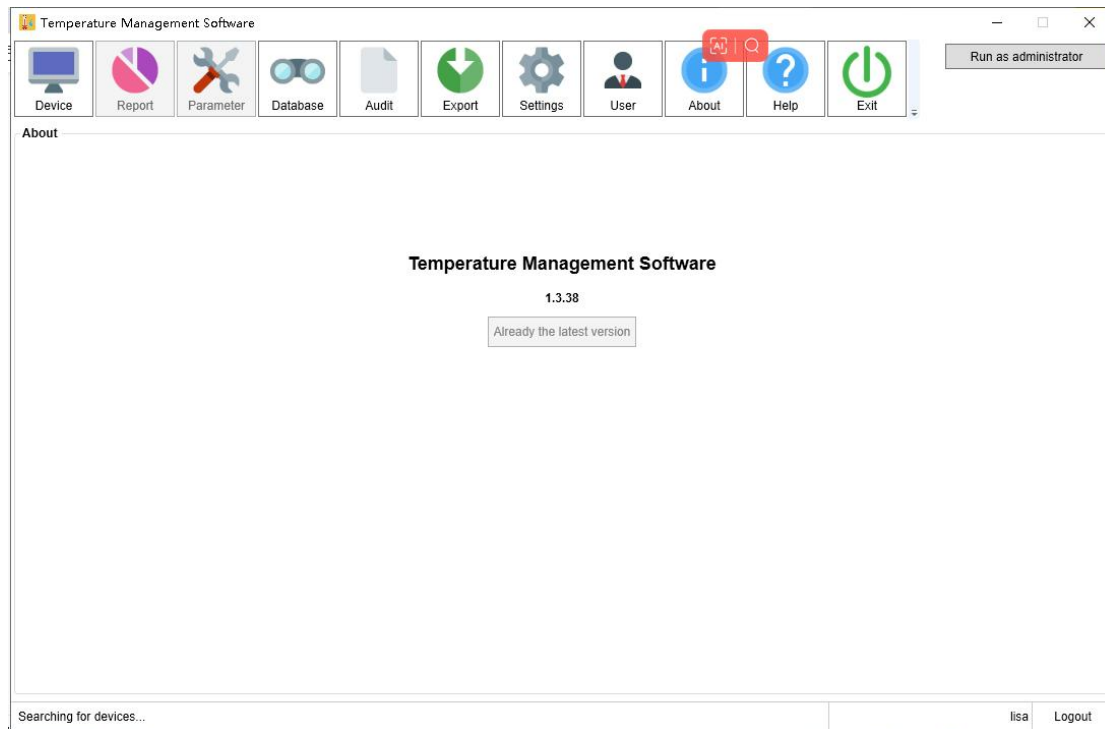 Temperature Management Software
Run as administrator
Device Report Parameter Database Audit Export Settings User About Help Exit
AI
About
Temperature Management Software
1.3.38
Already the latest version
Searching for devices... lisa Logout